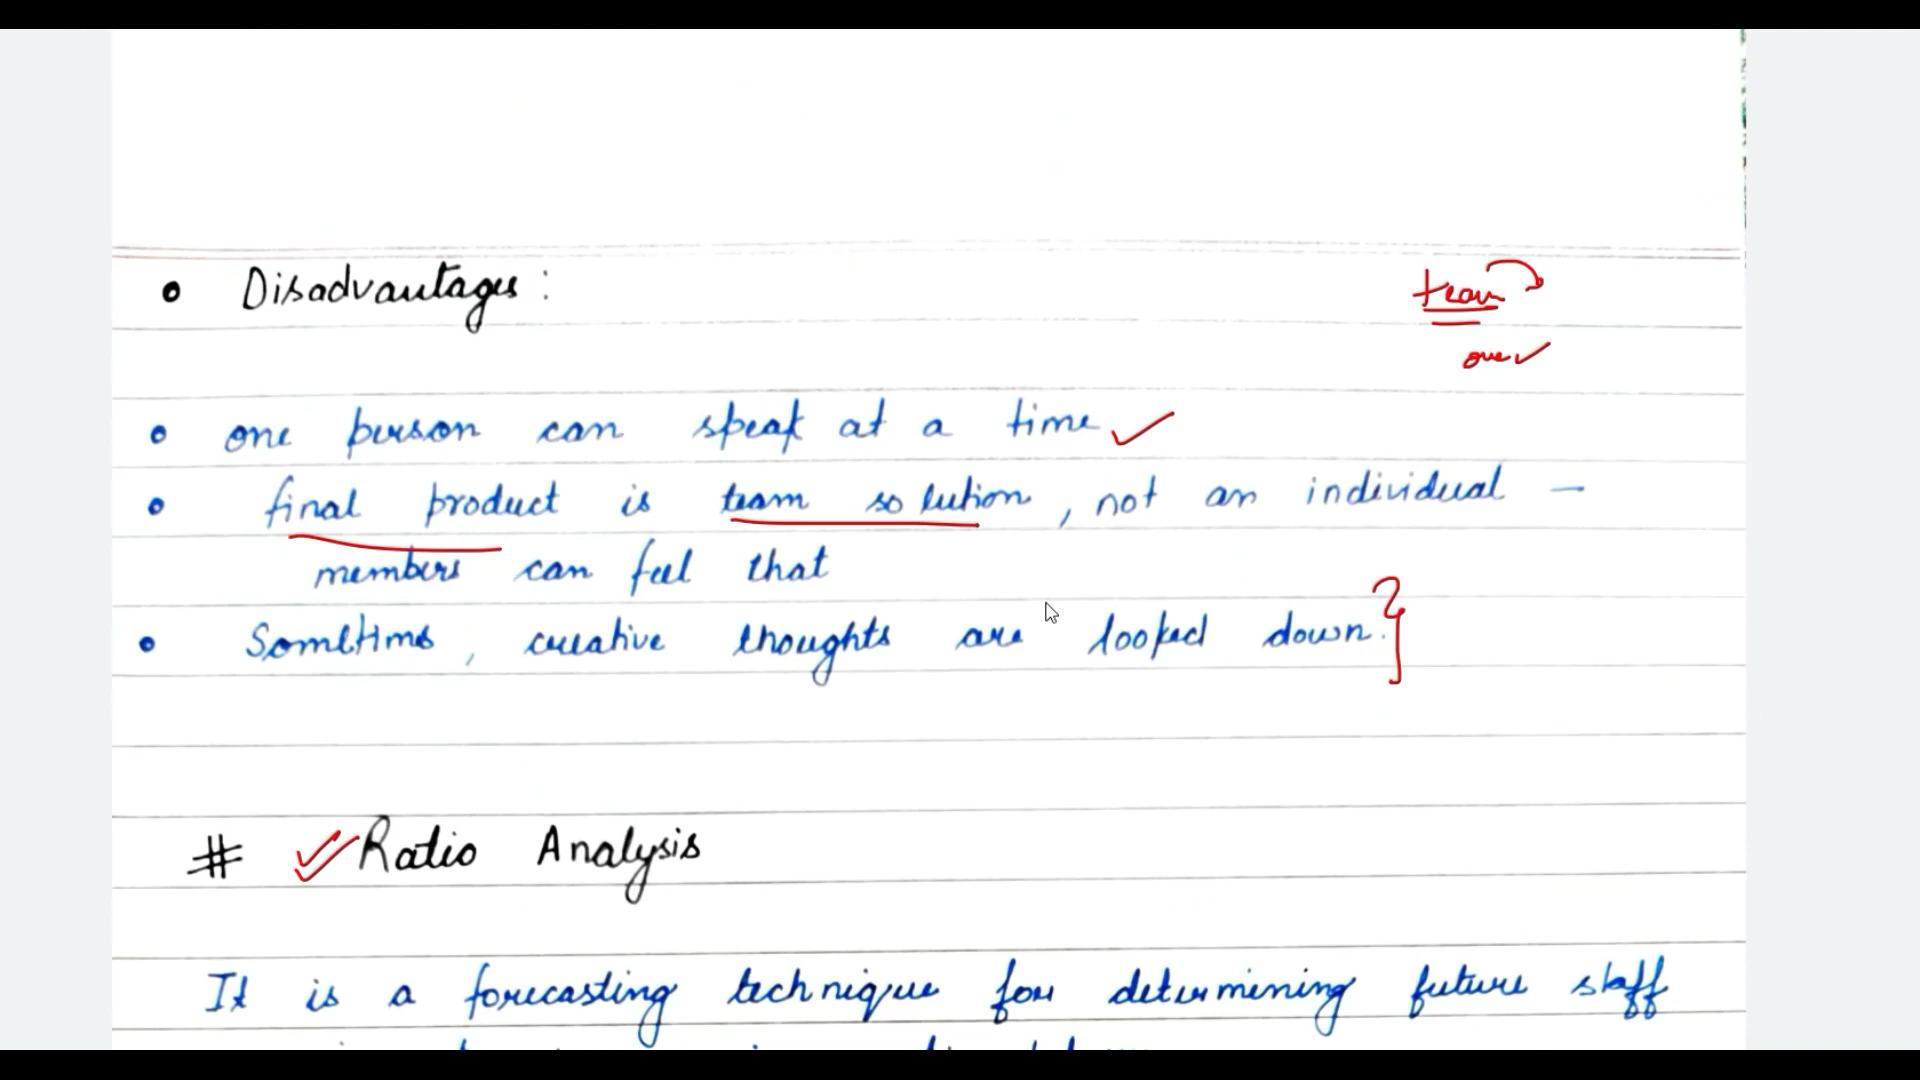 • Disadvantages :
team
one
• one person can speak at a time
• final product is team solution, not an individual -
members can feel that
• Sometimes, creative thoughts are looked down.
# Ratio Analysis
It is a forecasting technique for determining future staff